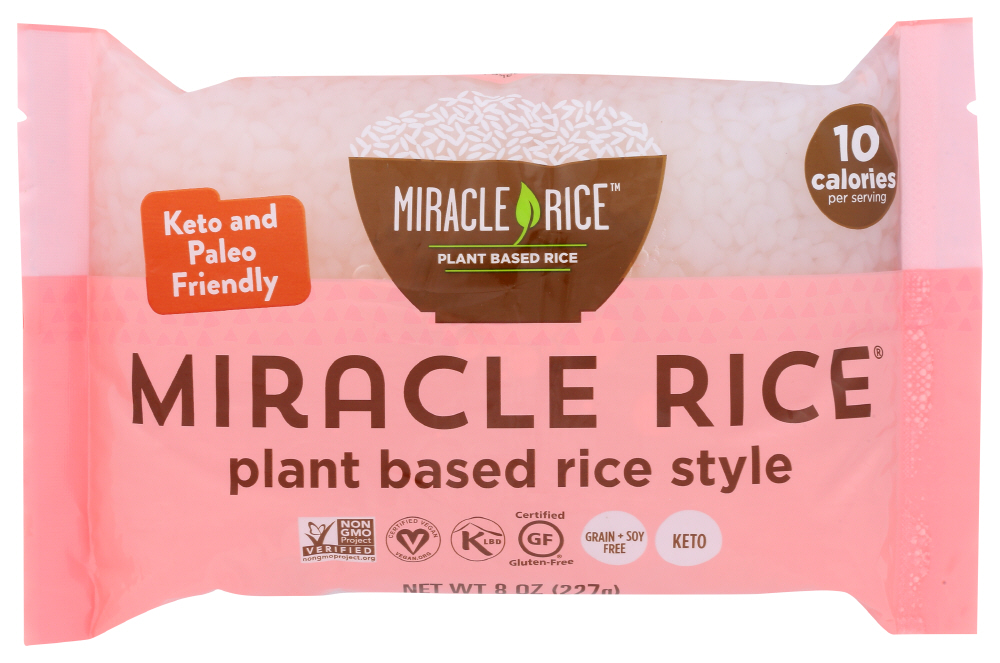 10
calories
per serving
MIRACLE RICE™
PLANT BASED RICE
Keto and
Paleo
Friendly
MIRACLE RICE®
plant based rice style
NON
GMO
Project
VERIFIED
nongmoproject.org
CERTIFIED VEGAN
VEGAN.ORG
K LBD
Certified
GF
®
Gluten-Free
GRAIN + SOY
FREE
KETO
NET WT 8 OZ (227g)